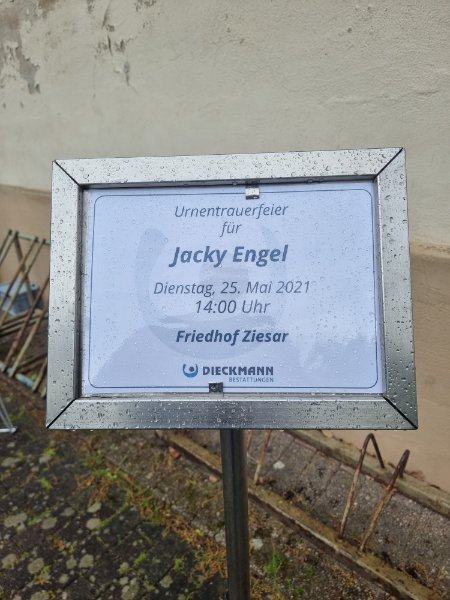 Urnentrauerfeier
für
Jacky Engel
Dienstag, 25. Mai 2021
14:00 Uhr
Friedhof Ziesar
DIECKMANN
BESTATTUNGEN